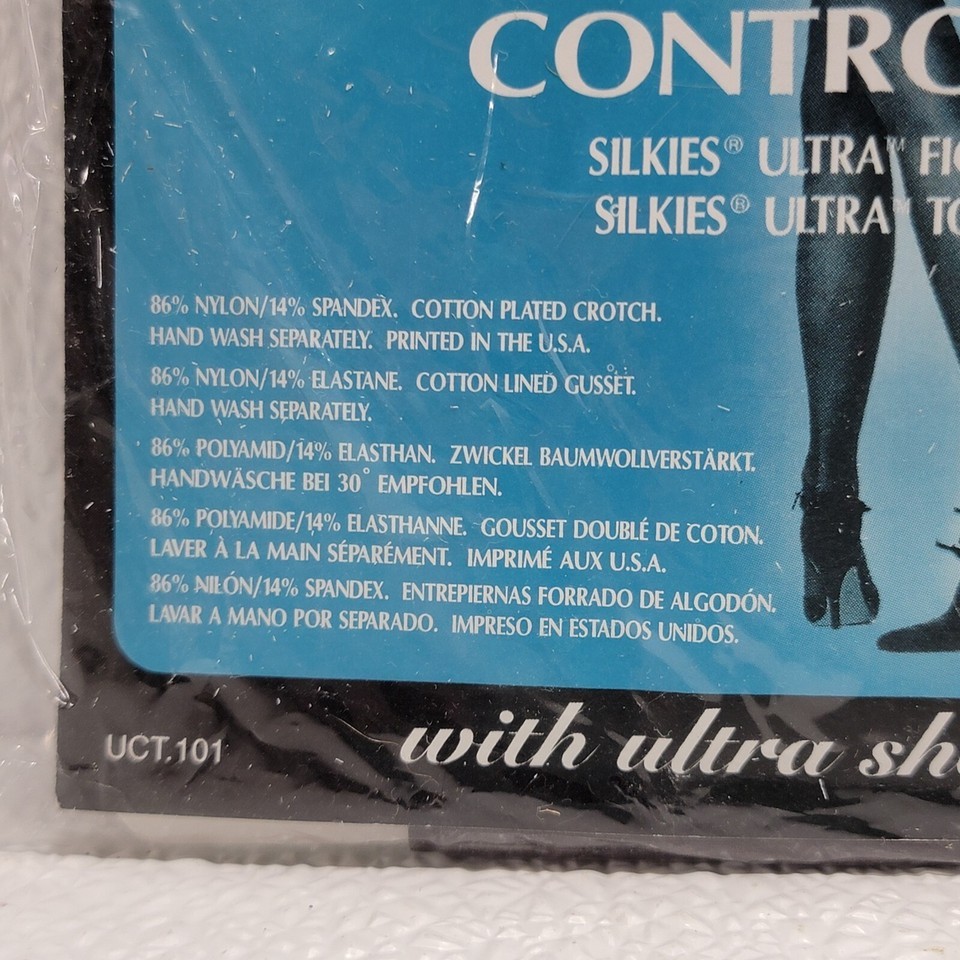 CONTRO
SILKIES® ULTRA™ FIG
SILKIES® ULTRA™ TO
86% NYLON/14% SPANDEX. COTTON PLATED CROTCH.
HAND WASH SEPARATELY. PRINTED IN THE U.S.A.
86% NYLON/14% ELASTANE. COTTON LINED GUSSET.
HAND WASH SEPARATELY.
86% POLYAMID/14% ELASTHAN. ZWICKEL BAUMWOLLVERSTÄRKT.
HANDWÄSCHE BEI 30° EMPFOHLEN.
86% POLYAMIDE/14% ELASTHANNE. GOUSSET DOUBLÉ DE COTON.
LAVER À LA MAIN SÉPARÉMENT. IMPRIMÉ AUX U.S.A.
86% NILÓN/14% SPANDEX. ENTREPIERNAS FORRADO DE ALGODÓN.
LAVAR A MANO POR SEPARADO. IMPRESO EN ESTADOS UNIDOS.
with ultra she
UCT.101